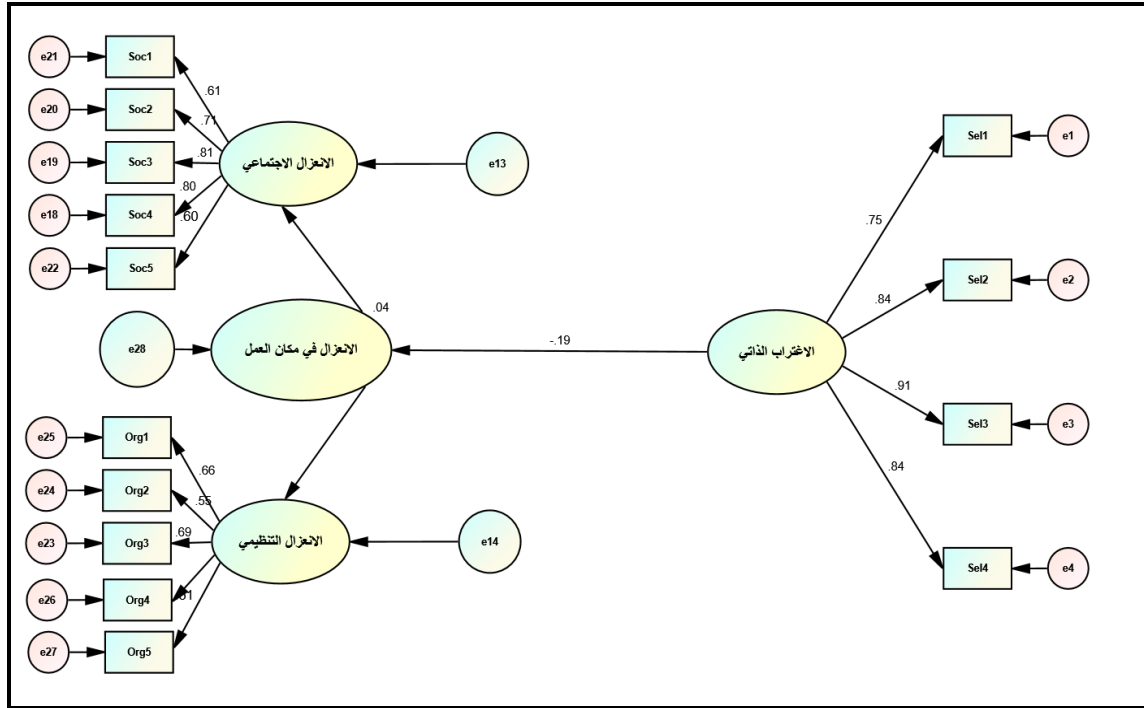 e21
Soc1
.61
e20
Soc2
.71
e19
Soc3
.81
الانعزال الاجتماعي
e13
Sel1
e1
e18
Soc4
.80
.60
e22
Soc5
.75
Sel2
e2
.84
.04
e28
الانعزال في مكان العمل
-.19
الاغتراب الذاتي
.91
e25
Org1
Sel3
e3
.66
.84
e24
Org2
.55
e23
Org3
.69
الانعزال التنظيمي
e14
e26
Org4
Sel4
e4
e27
Org5